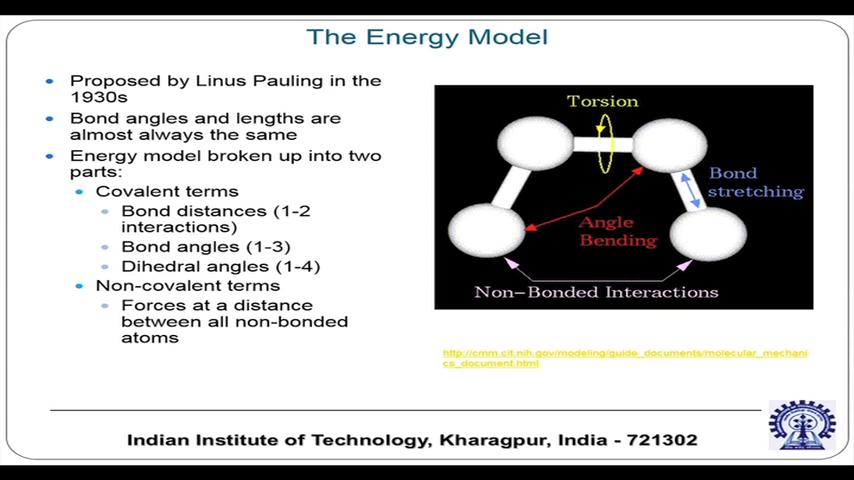 The Energy Model
Proposed by Linus Pauling in the
1930s
Bond angles and lengths are
almost always the same
Energy model broken up into two
parts:
Covalent terms
Bond distances (1-2
interactions)
Bond angles (1-3)
Dihedral angles (1-4)
Non-covalent terms
Forces at a distance
between all non-bonded
atoms
Torsion
Bond
stretching
Angle
Bending
Non-Bonded Interactions
http://cmm.cit.nih.gov/modeling/guide_documents/molecular_mechani
cs_document.html
Indian Institute of Technology, Kharagpur, India - 721302